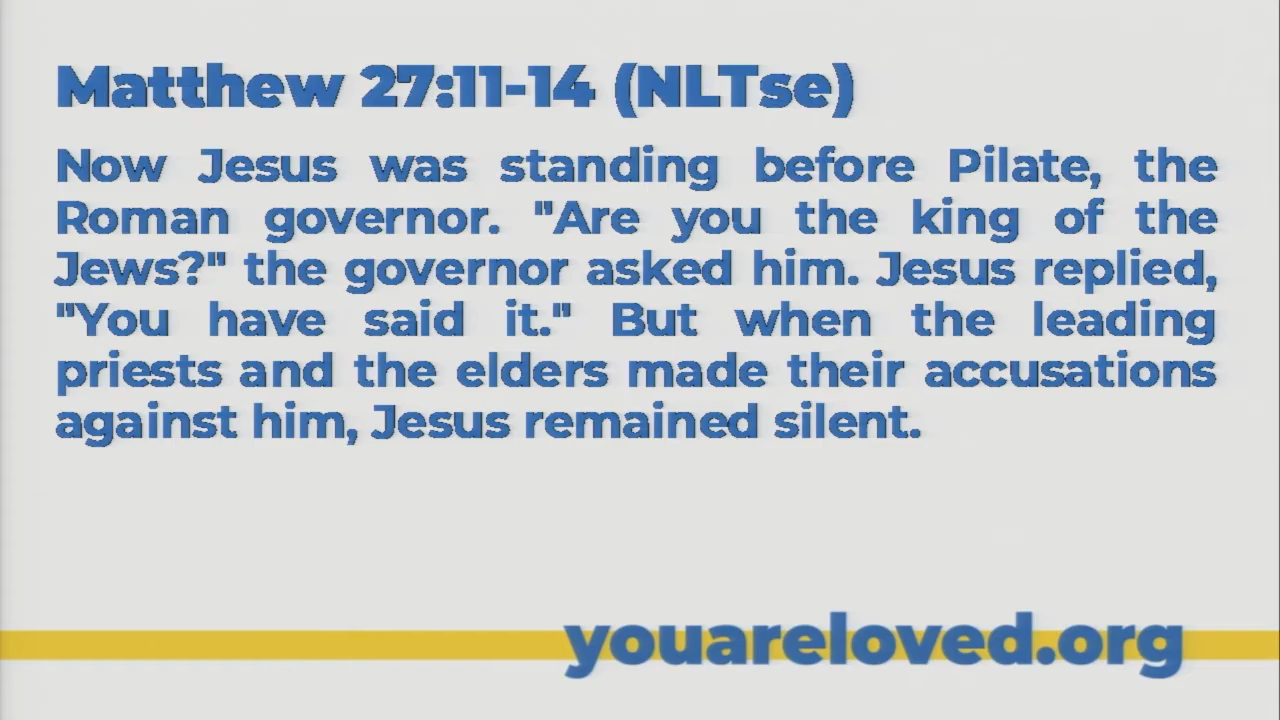 Matthew 27:11-14 (NLTse)
Now Jesus was standing before Pilate, the
Roman governor. "Are you the king of the
Jews?" the governor asked him. Jesus replied,
"You have said it." But when the leading
priests and the elders made their accusations
against him, Jesus remained silent.
youareloved.org